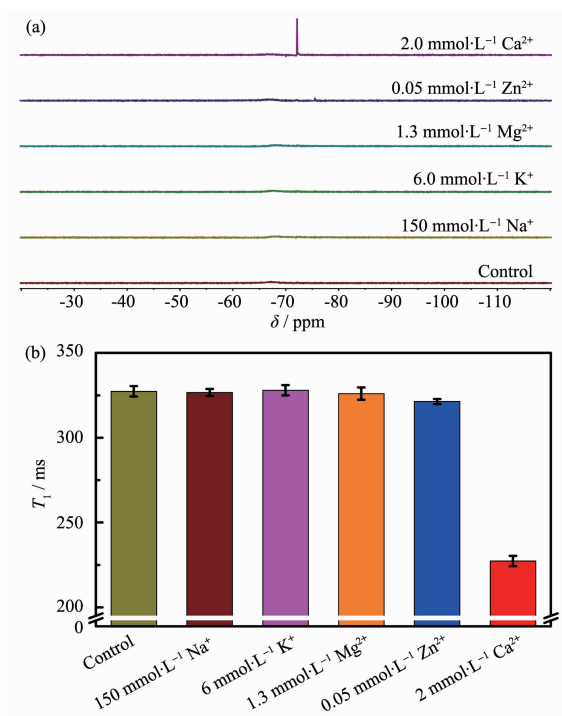 (a)
2.0 mmol·L⁻¹ Ca²⁺
0.05 mmol·L⁻¹ Zn²⁺
1.3 mmol·L⁻¹ Mg²⁺
6.0 mmol·L⁻¹ K⁺
150 mmol·L⁻¹ Na⁺
Control
-30 -40 -50 -60 -70 -80 -90 -100 -110
δ / ppm
(b)
350
325
250
200
0
T₁ / ms
Control
150 mmol·L⁻¹ Na⁺
6 mmol·L⁻¹ K⁺
1.3 mmol·L⁻¹ Mg²⁺
0.05 mmol·L⁻¹ Zn²⁺
2 mmol·L⁻¹ Ca²⁺